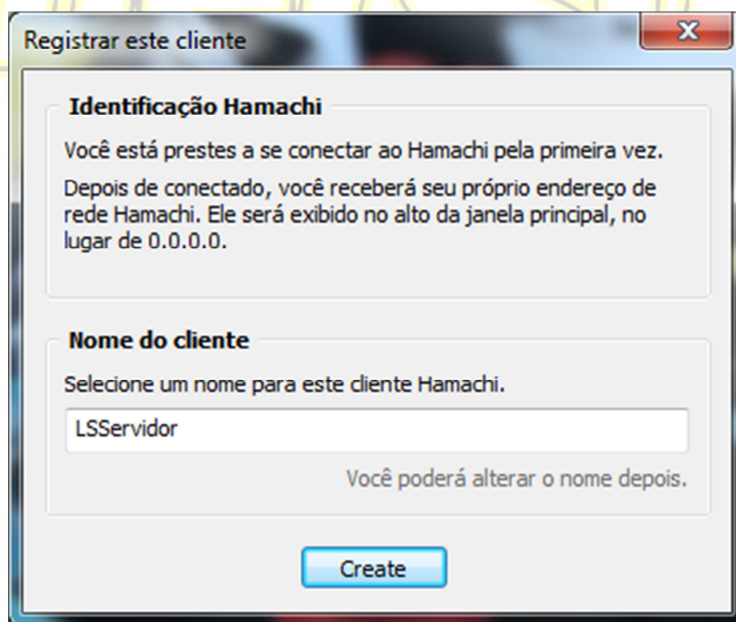 Registrar este cliente
Identificação Hamachi
Você está prestes a se conectar ao Hamachi pela primeira vez.
Depois de conectado, você receberá seu próprio endereço de
rede Hamachi. Ele será exibido no alto da janela principal, no
lugar de 0.0.0.0.
Nome do cliente
Selecione um nome para este cliente Hamachi.
LSServidor
Você poderá alterar o nome depois.
Create